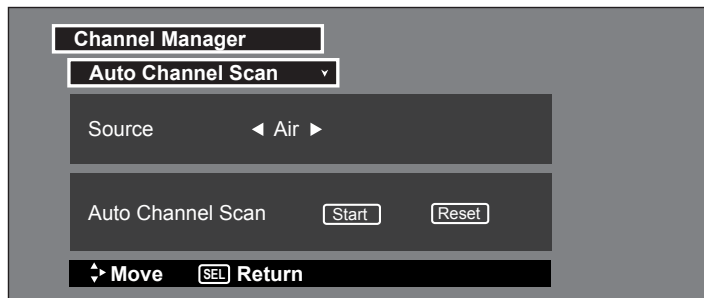 Channel Manager
Auto Channel Scan
Source Air
Auto Channel Scan Start Reset
Move SEL Return